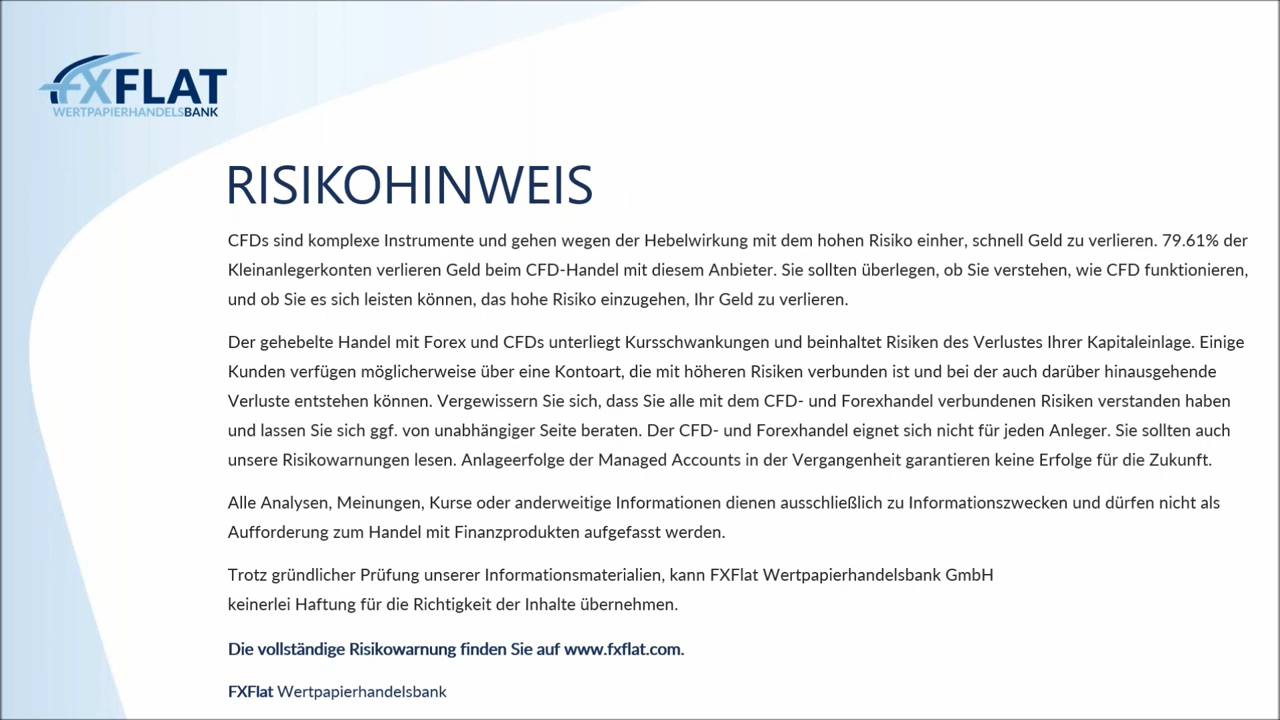 FXFLAT
WERTPAPIERHANDELSBANK
RISIKOHINWEIS
CFDs sind komplexe Instrumente und gehen wegen der Hebelwirkung mit dem hohen Risiko einher, schnell Geld zu verlieren. 79.61% der
Kleinanlegerkonten verlieren Geld beim CFD-Handel mit diesem Anbieter. Sie sollten überlegen, ob Sie verstehen, wie CFD funktionieren,
und ob Sie es sich leisten können, das hohe Risiko einzugehen, Ihr Geld zu verlieren.
Der gehebelte Handel mit Forex und CFDs unterliegt Kursschwankungen und beinhaltet Risiken des Verlustes Ihrer Kapitaleinlage. Einige
Kunden verfügen möglicherweise über eine Kontoart, die mit höheren Risiken verbunden ist und bei der auch darüber hinausgehende
Verluste entstehen können. Vergewissern Sie sich, dass Sie alle mit dem CFD- und Forexhandel verbundenen Risiken verstanden haben
und lassen Sie sich ggf. von unabhängiger Seite beraten. Der CFD- und Forexhandel eignet sich nicht für jeden Anleger. Sie sollten auch
unsere Risikowarnungen lesen. Anlageerfolge der Managed Accounts in der Vergangenheit garantieren keine Erfolge für die Zukunft.
Alle Analysen, Meinungen, Kurse oder anderweitige Informationen dienen ausschließlich zu Informationszwecken und dürfen nicht als
Aufforderung zum Handel mit Finanzprodukten aufgefasst werden.
Trotz gründlicher Prüfung unserer Informationsmaterialien, kann FXFlat Wertpapierhandelsbank GmbH
keinerlei Haftung für die Richtigkeit der Inhalte übernehmen.
Die vollständige Risikowarnung finden Sie auf www.fxflat.com.
FXFlat Wertpapierhandelsbank